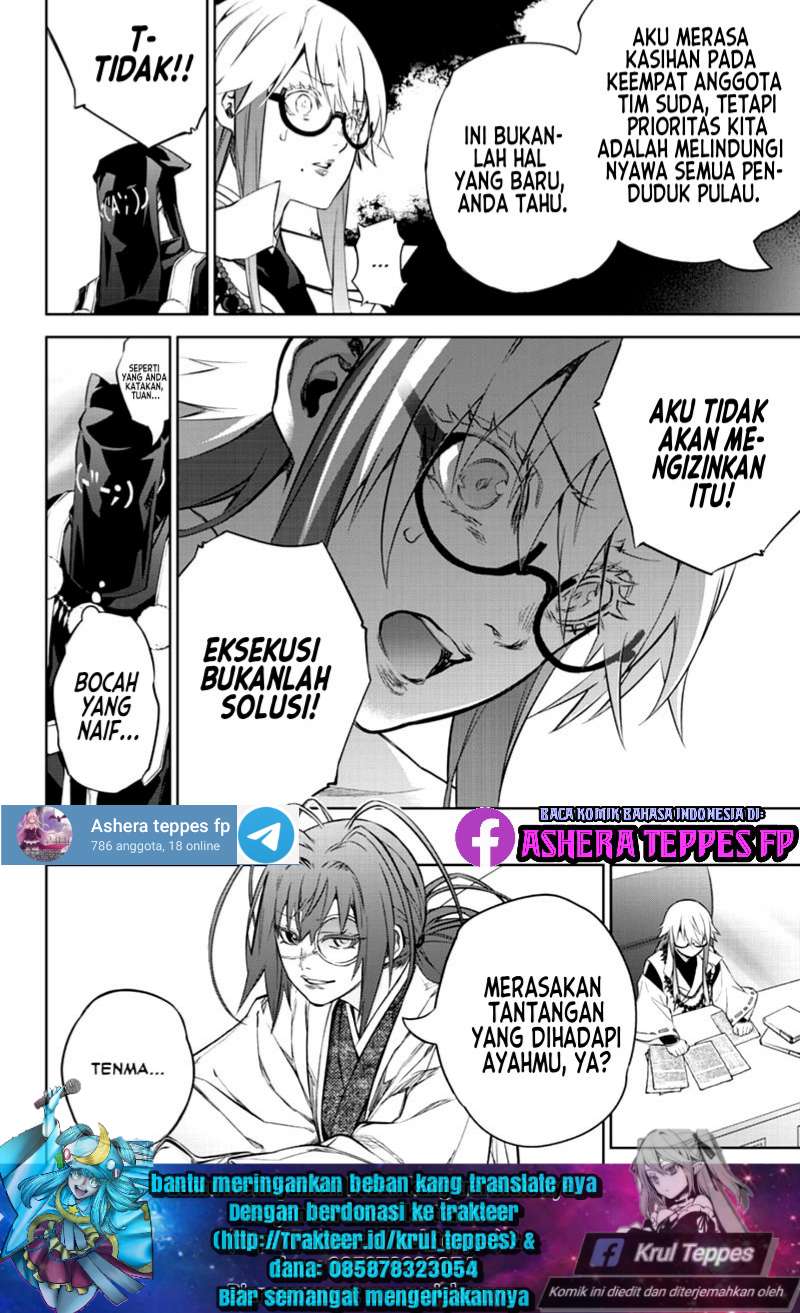 AKU MERASA
KASIHAN PADA
KEEMPAT ANGGOTA
TIM SUDA, TETAPI
PRIORITAS KITA
ADALAH MELINDUNGI
NYAWA SEMUA PEN-
DUDUK PULAU.
INI BUKAN-
LAH HAL
YANG BARU,
ANDA TAHU.
...
T-
TIDAK!!
AKU TIDAK
AKAN ME-
NGIZINKAN
ITU!
EKSEKUSI
BUKANLAH
SOLUSI!
SEPERTI
YANG ANDA
KATAKAN,
TUAN...
BOCAH
YANG
NAIF...
Ashera teppes fp
786 anggota, 18 online
BACA KOMIK BAHASA INDONESIA DI:
ASHERA TEPPES FP
MERASAKAN
TANTANGAN
YANG DIHADAPI
AYAHMU, YA?
TENMA...
bantu meringankan beban kang translate nya
Dengan berdonasi ke trakteer
(http://Trakteer.id/krul_teppes) &
dana: 085878323054
Biar semangat mengerjakannya
Krul Teppes
Komik ini diedit dan diterjemahkan oleh